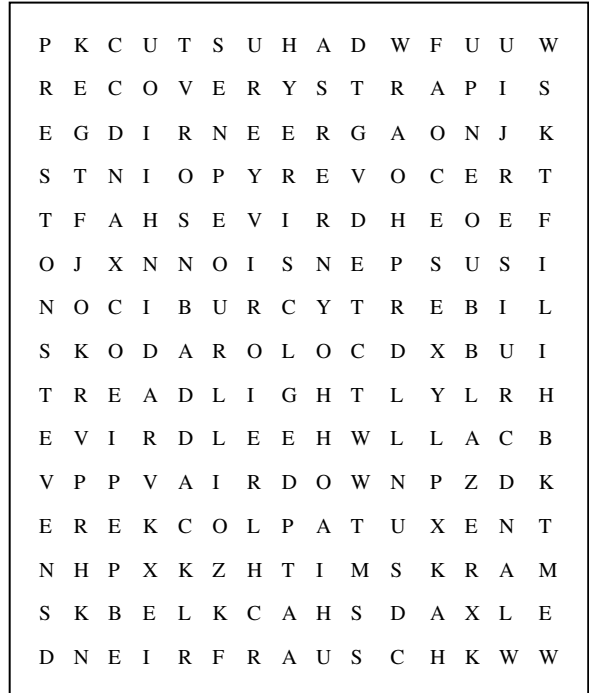 P K C U T S U H A D W F U U W
R E C O V E R Y S T R A P I S
E G D I R N E E R G A O N J K
S T N I O P Y R E V O C E R T
T F A H S E V I R D H E O E F
O J X N N O I S N E P S U S I
N O C I B U R C Y T R E B I L
S K O D A R O L O C D X B U I
T R E A D L I G H T L Y L R H
E V I R D L E E H W L L A C B
V P P V A I R D O W N P Z D K
E R E K C O L P A T U X E N T
N H P X K Z H T I M S K R A M
S K B E L K C A H S D A X L E
D N E I R F R A U S C H K W W